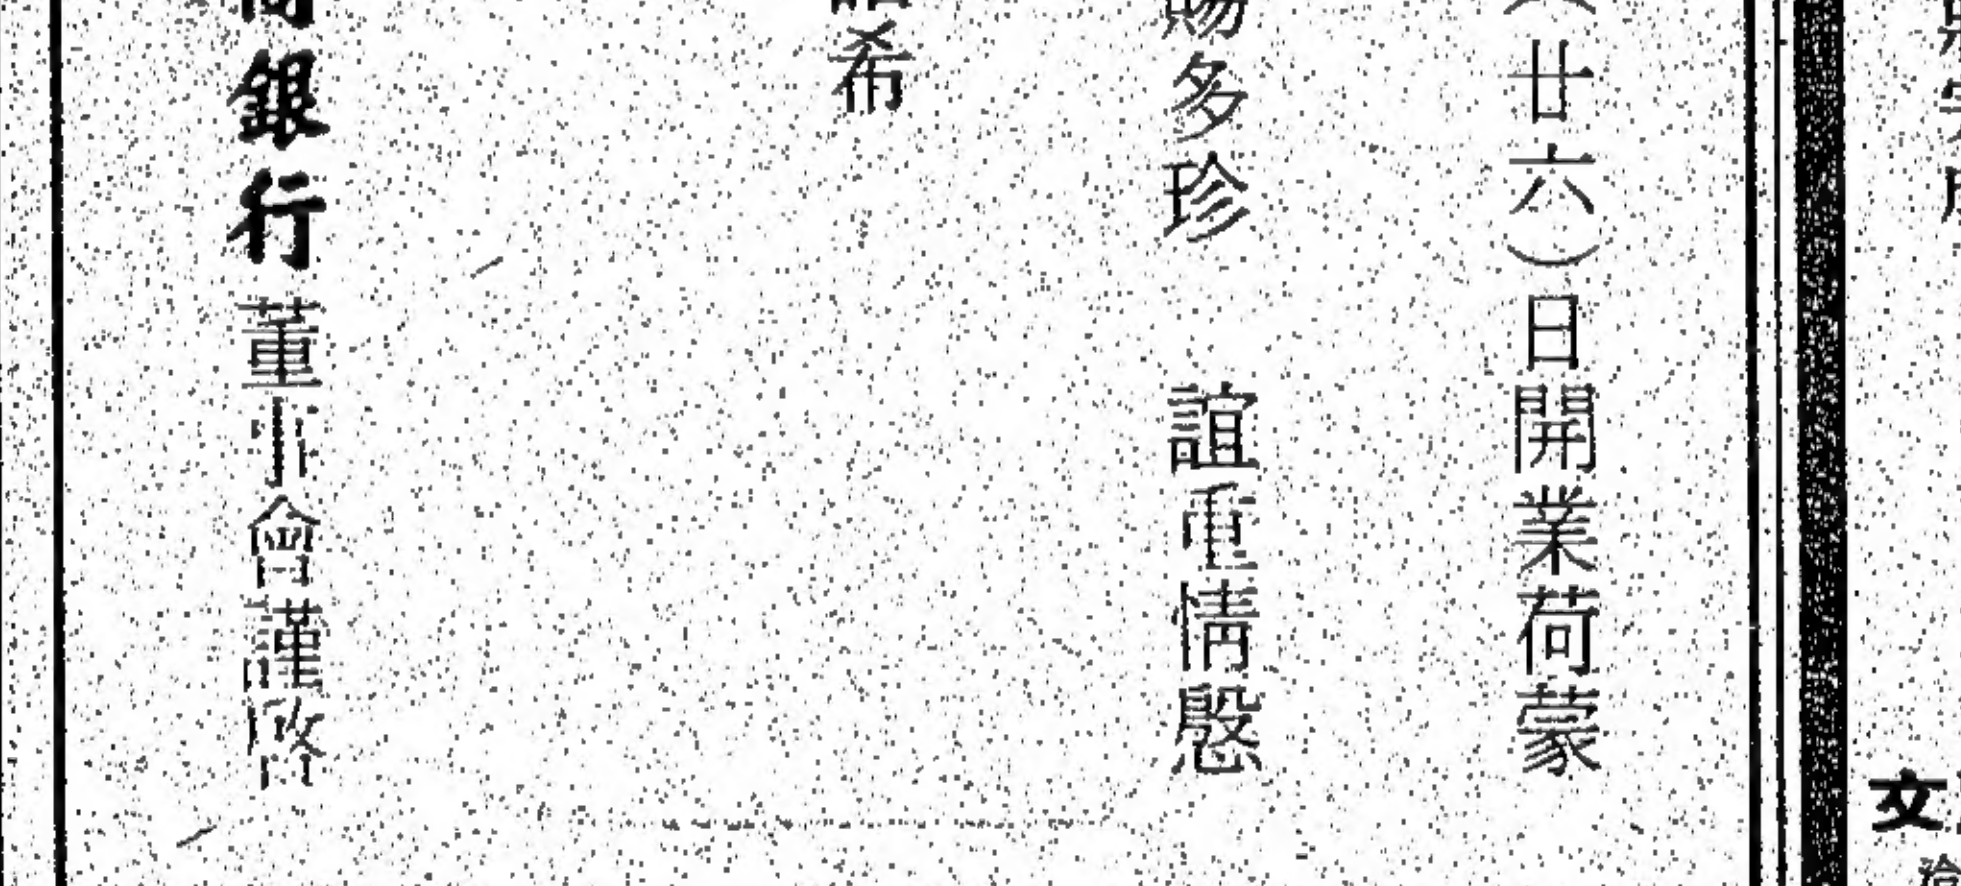 (廿六)日開業荷蒙
賜多珍　誼重情慇
希
銀行董事會謹啓
文